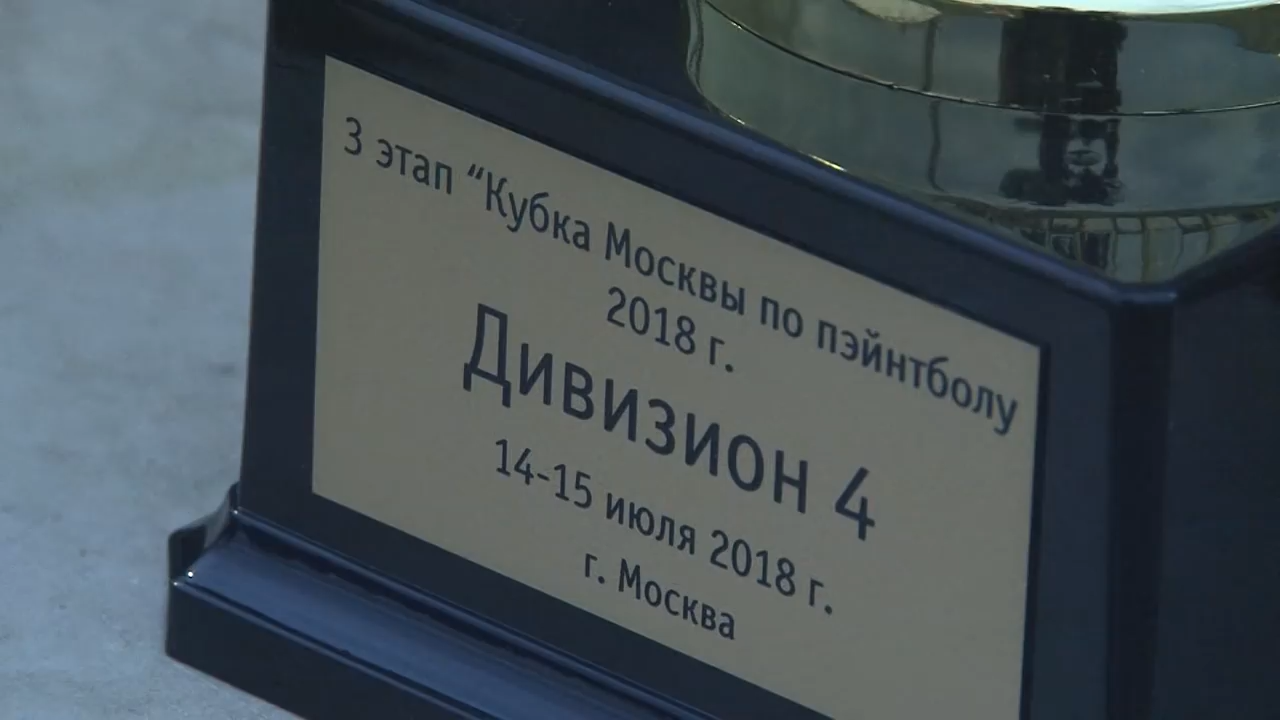 3 этап “Кубка Москвы по пэйнтболу
2018 г.
Дивизион 4
14-15 июля 2018 г.
г. Москва